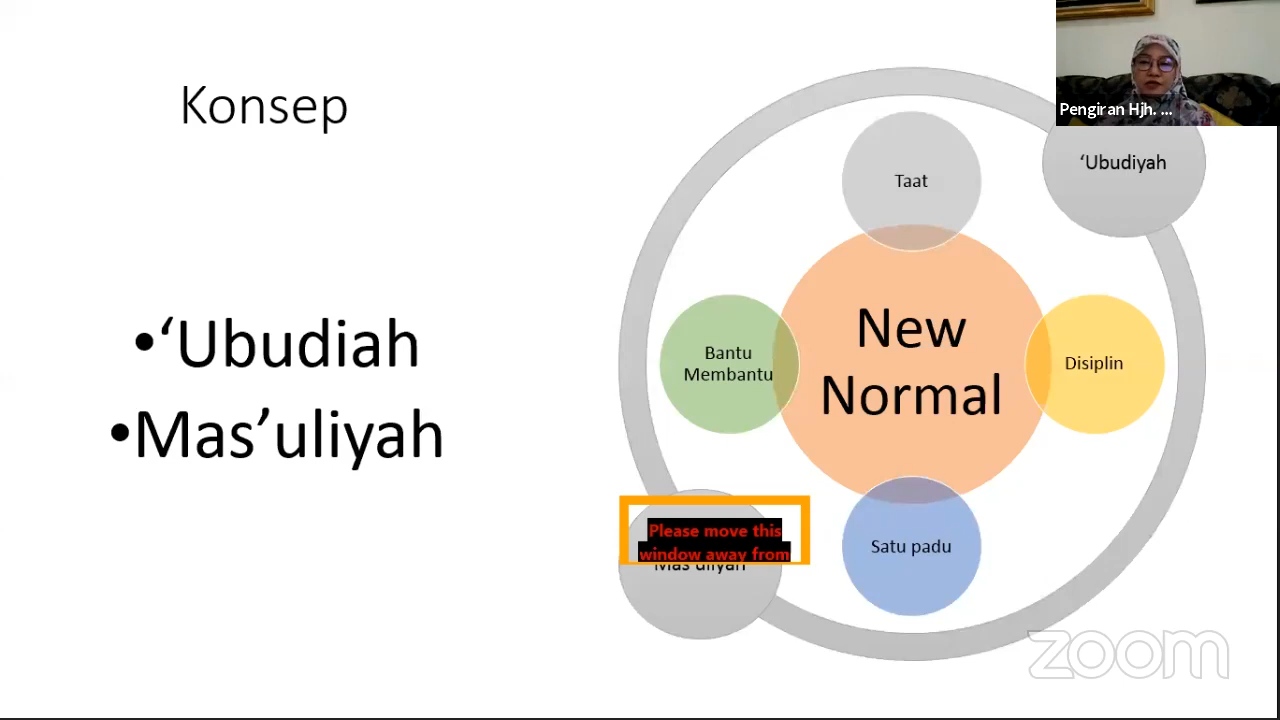 Konsep
•‘Ubudiah
•Mas’uliyah
Pengiran Hjh. ...
‘Ubudiyah
Taat
New
Normal
Bantu
Membantu
Disiplin
Satu padu
Please move this
window away from
Mas’uliyah
zoom